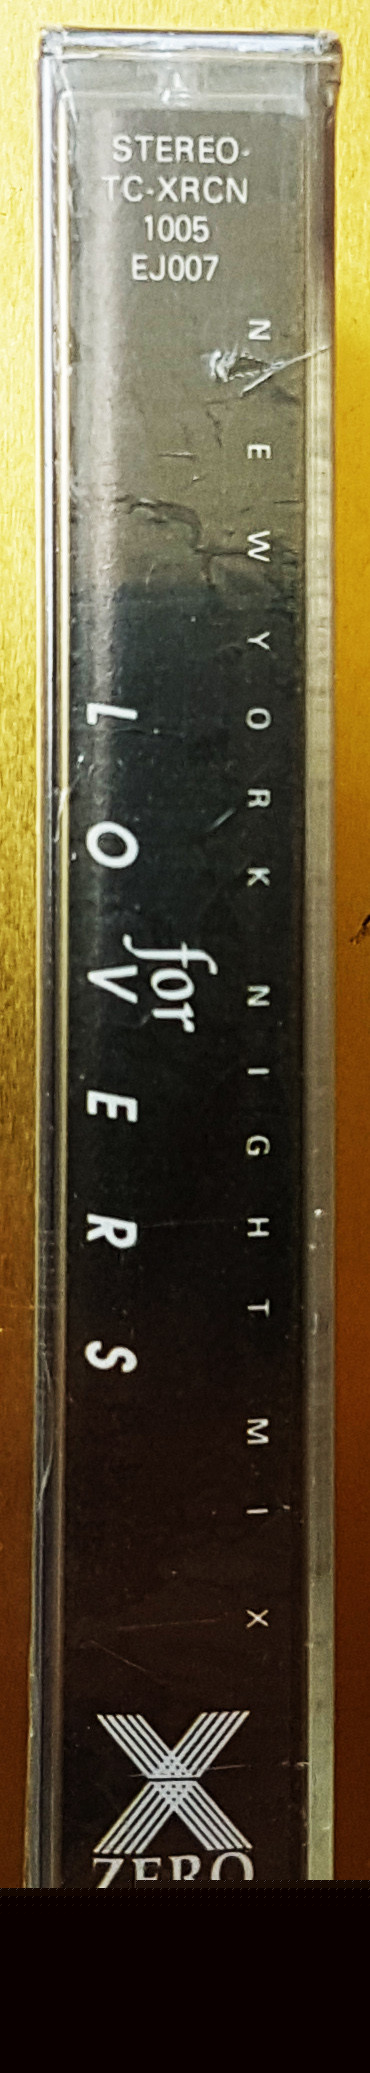 STEREO·
TC-XRCN
1005
EJ007
NEW YORK NIGHT MIX
for
LOVERS
X
ZERO